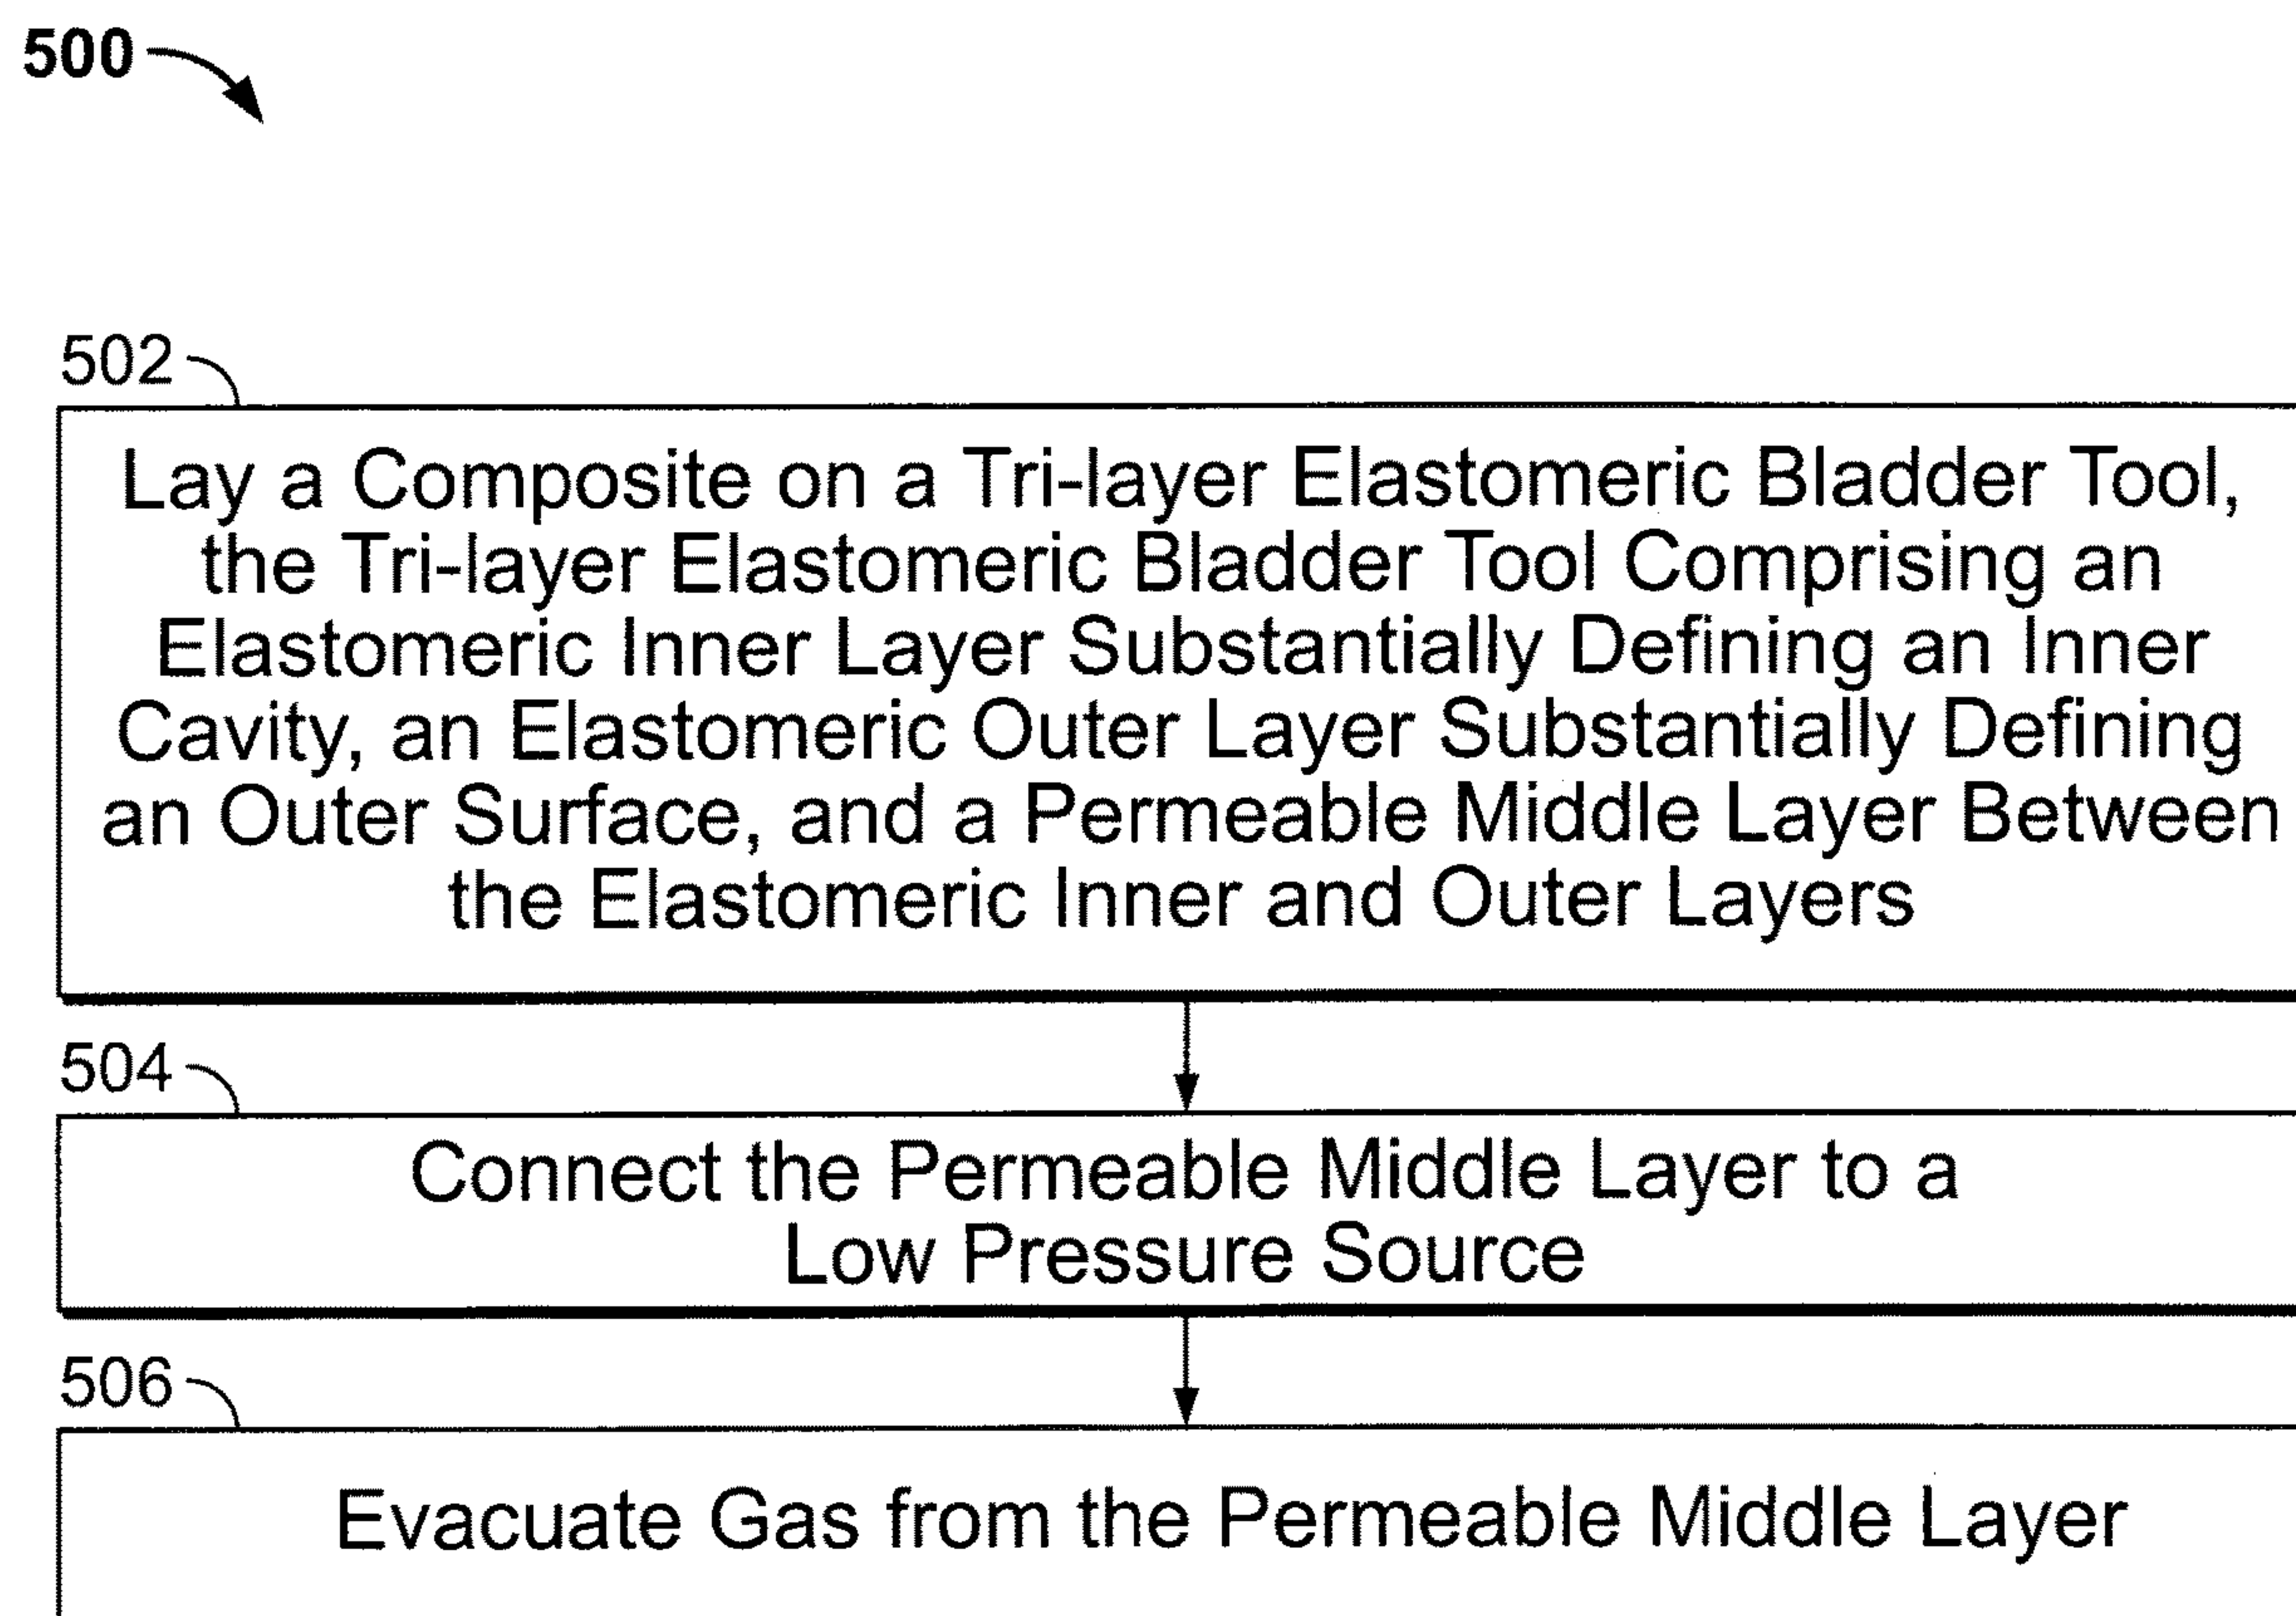 500
502
Lay a Composite on a Tri-layer Elastomeric Bladder Tool,
the Tri-layer Elastomeric Bladder Tool Comprising an
Elastomeric Inner Layer Substantially Defining an Inner
Cavity, an Elastomeric Outer Layer Substantially Defining
an Outer Surface, and a Permeable Middle Layer Between
the Elastomeric Inner and Outer Layers
504
Connect the Permeable Middle Layer to a
Low Pressure Source
506
Evacuate Gas from the Permeable Middle Layer